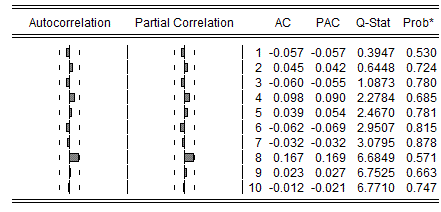 Autocorrelation Partial Correlation AC PAC Q-Stat Prob*
1 -0.057 -0.057 0.3947 0.530
2 0.045 0.042 0.6448 0.724
3 -0.060 -0.055 1.0873 0.780
4 0.098 0.090 2.2784 0.685
5 0.039 0.054 2.4670 0.781
6 -0.062 -0.069 2.9507 0.815
7 -0.032 -0.032 3.0795 0.878
8 0.167 0.169 6.6849 0.571
9 0.023 0.027 6.7525 0.663
10 -0.012 -0.021 6.7710 0.747